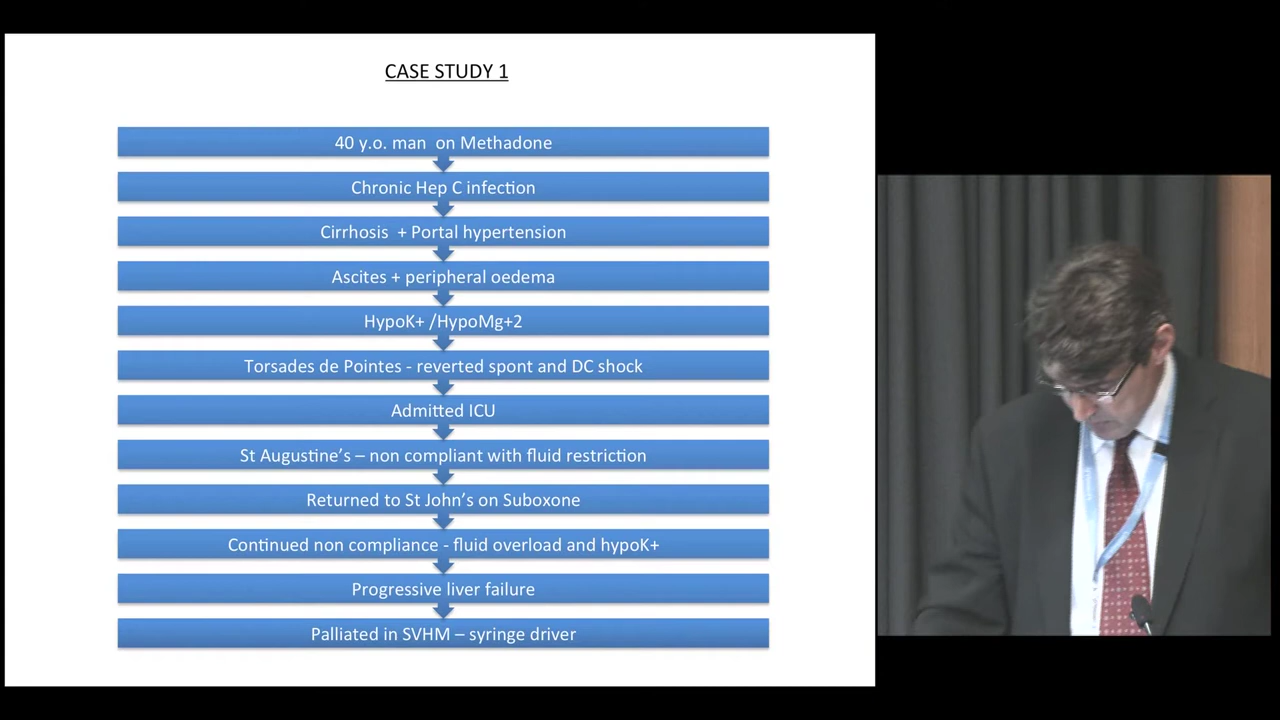 CASE STUDY 1
40 y.o. man on Methadone
Chronic Hep C infection
Cirrhosis + Portal hypertension
Ascites + peripheral oedema
HypoK+ /HypoMg+2
Torsades de Pointes - reverted spont and DC shock
Admitted ICU
St Augustine's – non compliant with fluid restriction
Returned to St John's on Suboxone
Continued non compliance - fluid overload and hypoK+
Progressive liver failure
Palliated in SVHM – syringe driver